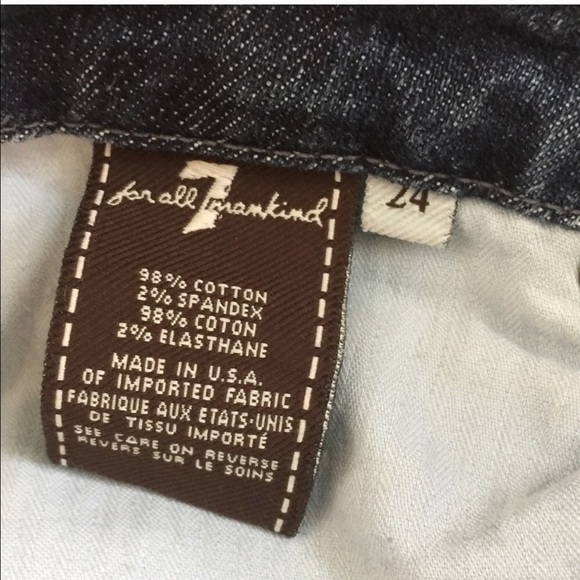 7
for all mankind
24
98% COTTON
2% SPANDEX
98% COTON
2% ELASTHANE
MADE IN U.S.A.
OF IMPORTED FABRIC
FABRIQUE AUX ETATS-UNIS
DE TISSU IMPORTÉ
SEE CARE ON REVERSE
REVERS SUR LE SOINS